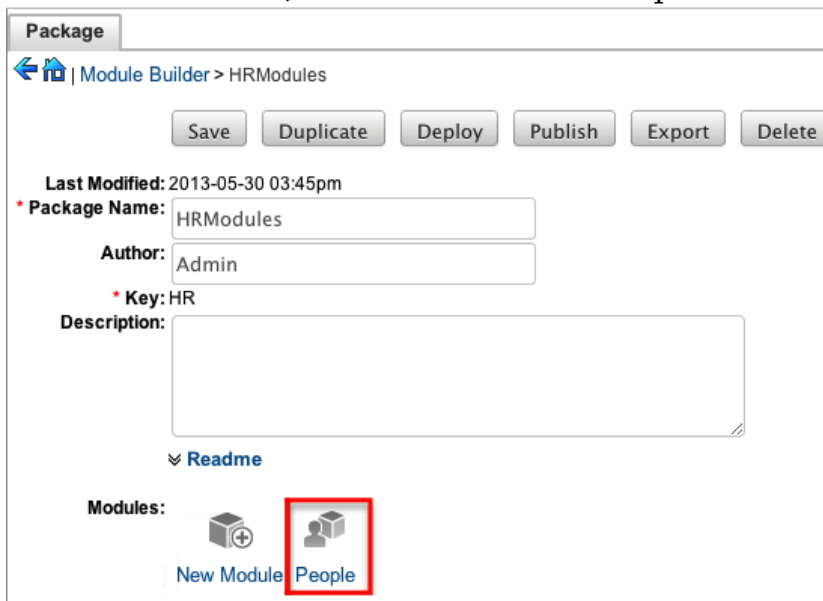 Package
| Module Builder > HRModules
Save Duplicate Deploy Publish Export Delete
Last Modified: 2013-05-30 03:45pm
* Package Name: HRModules
Author: Admin
* Key: HR
Description:
Readme
Modules:
New Module People